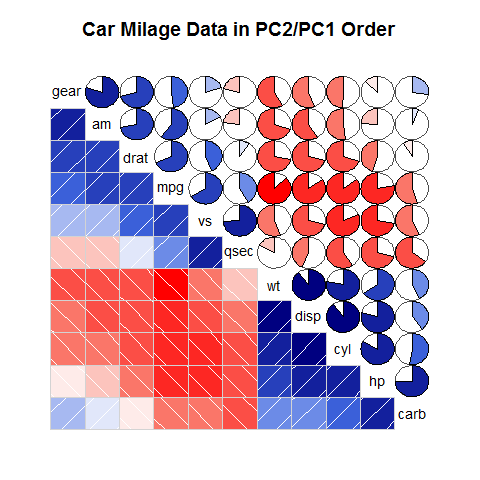 Car Milage Data in PC2/PC1 Order
gear
am
drat
mpg
vs
qsec
wt
disp
cyl
hp
carb